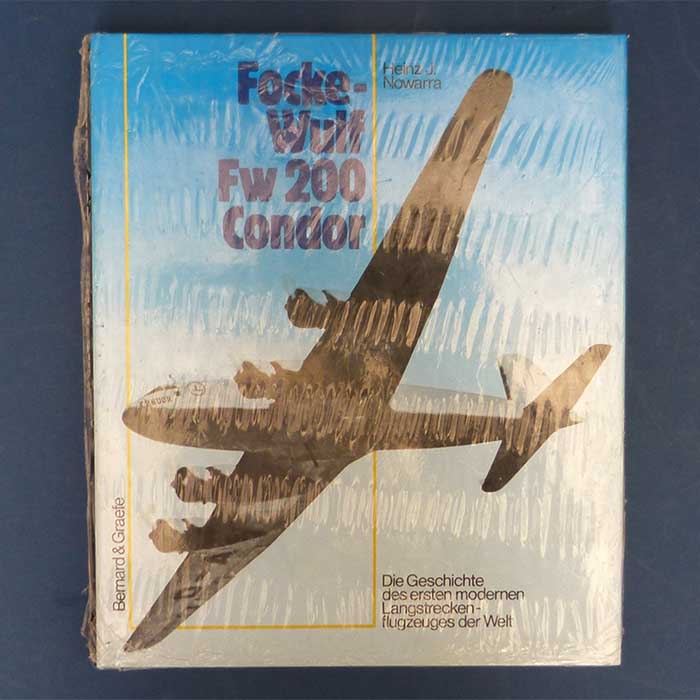 Focke-
Wulf
Fw 200
Condor
Heinz J.
Nowarra
Bernard & Graefe
Die Geschichte
des ersten modernen
Langstrecken-
flugzeuges der Welt